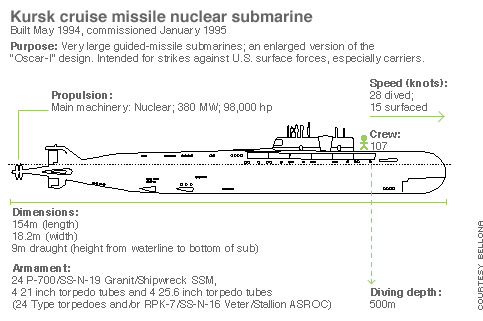 Kursk cruise missile nuclear submarine
Built May 1994, commissioned January 1995
Purpose: Very large guided-missile submarines; an enlarged version of the
"Oscar-I" design. Intended for strikes against U.S. surface forces, especially carriers.
Propulsion:
Main machinery: Nuclear; 380 MW; 98,000 hp
Speed (knots):
28 dived;
15 surfaced
Crew:
107
Dimensions:
154m (length)
18.2m (width)
9m draught (height from waterline to bottom of sub)
Armament:
24 P-700/SS-N-19 Granit/Shipwreck SSM,
4 21 inch torpedo tubes and 4 25.6 inch torpedo tubes
(24 Type torpedoes and/or RPK-7/SS-N-16 Veter/Stallion ASROC)
Diving depth:
500m
COURTESY BELLONA